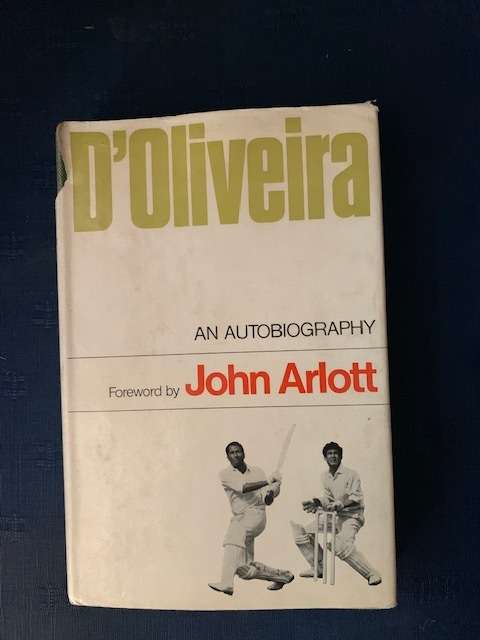 D'Oliveira
AN AUTOBIOGRAPHY
Foreword by John Arlott